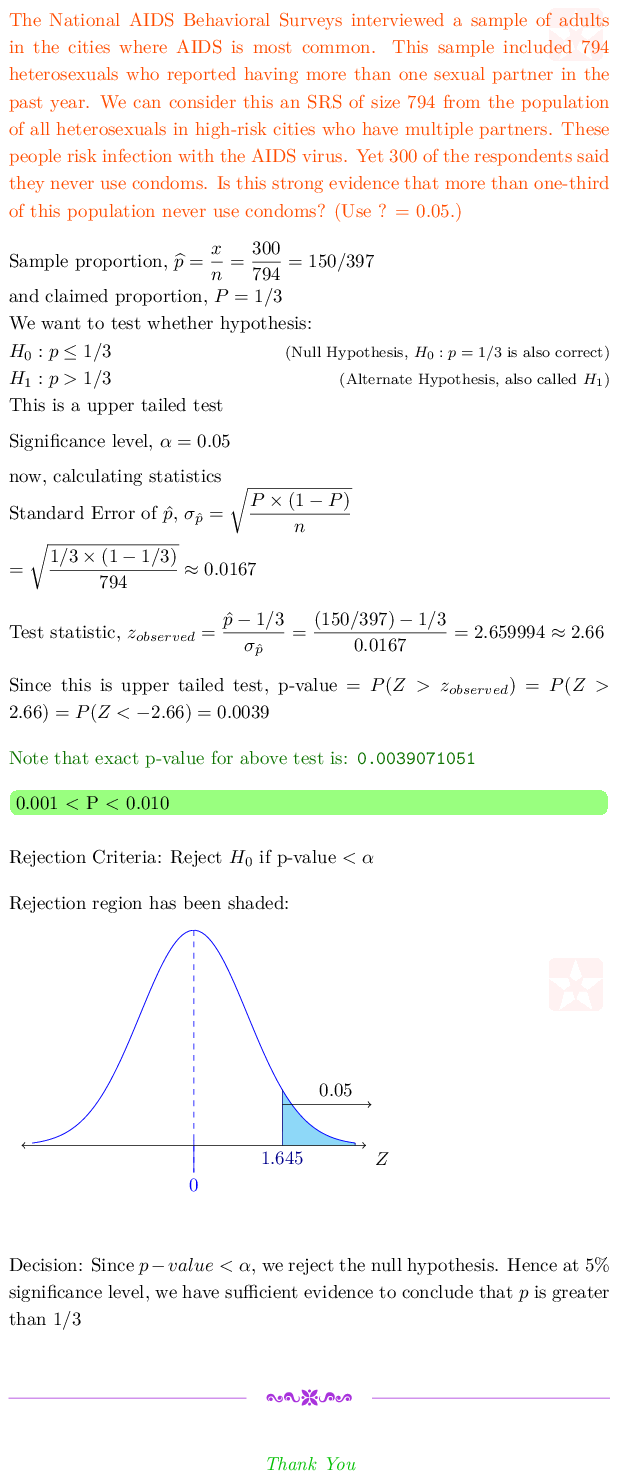 The National AIDS Behavioral Surveys interviewed a sample of adults
in the cities where AIDS is most common. This sample included 794
heterosexuals who reported having more than one sexual partner in the
past year. We can consider this an SRS of size 794 from the population
of all heterosexuals in high-risk cities who have multiple partners. These
people risk infection with the AIDS virus. Yet 300 of the respondents said
they never use condoms. Is this strong evidence that more than one-third
of this population never use condoms? (Use ? = 0.05.)
Sample proportion, $\widehat{p} = \frac{x}{n} = \frac{300}{794} = 150/397$
and claimed proportion, $P = 1/3$
We want to test whether hypothesis:
$H_0 : p \leq 1/3$ (Null Hypothesis, $H_0 : p = 1/3$ is also correct)
$H_1 : p > 1/3$ (Alternate Hypothesis, also called $H_1$)
This is a upper tailed test
Significance level, $\alpha = 0.05$
now, calculating statistics
Standard Error of $\hat{p}$, $\sigma_{\hat{p}} = \sqrt{\frac{P \times (1 - P)}{n}}$
$= \sqrt{\frac{1/3 \times (1 - 1/3)}{794}} \approx 0.0167$
Test statistic, $z_{observed} = \frac{\hat{p} - 1/3}{\sigma_{\hat{p}}} = \frac{(150/397) - 1/3}{0.0167} = 2.659994 \approx 2.66$
Since this is upper tailed test, p-value = $P(Z > z_{observed}) = P(Z >$
$2.66) = P(Z < -2.66) = 0.0039$
Note that exact p-value for above test is: 0.0039071051
0.001 < P < 0.010
Rejection Criteria: Reject $H_0$ if p-value $< \alpha$
Rejection region has been shaded:
0.05
1.645
Z
0
Decision: Since $p - value < \alpha$, we reject the null hypothesis. Hence at 5%
significance level, we have sufficient evidence to conclude that $p$ is greater
than 1/3
Thank You